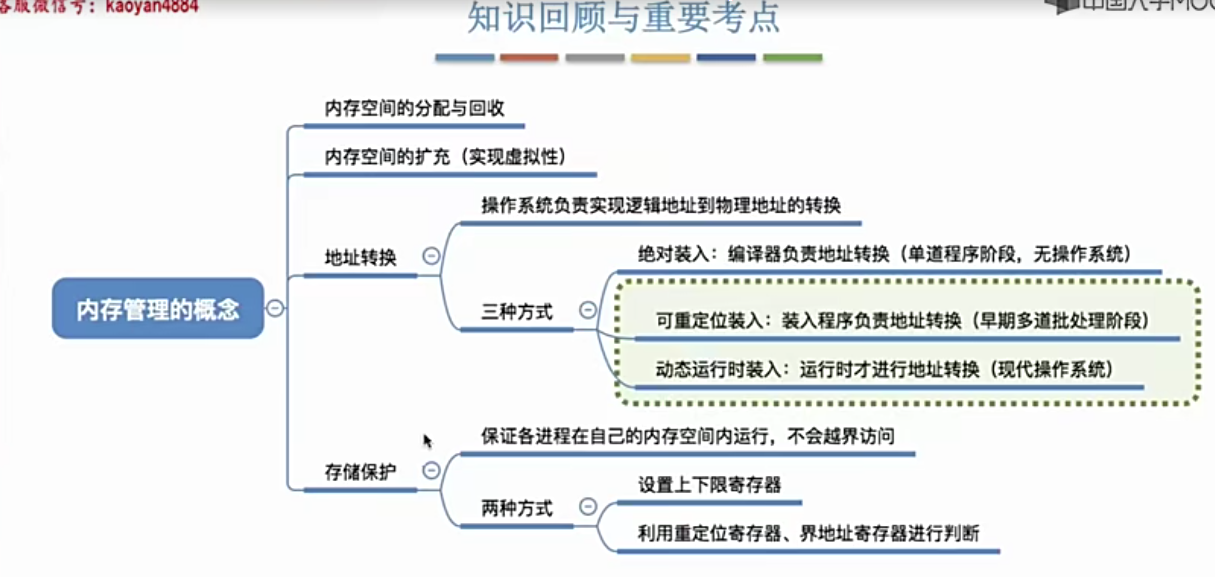 客服微信号：kaoyan4884
知识回顾与重要考点
中国大学MOO
内存空间的分配与回收
内存空间的扩充（实现虚拟性）
操作系统负责实现逻辑地址到物理地址的转换
地址转换
绝对装入：编译器负责地址转换（单道程序阶段，无操作系统）
内存管理的概念
三种方式
可重定位装入：装入程序负责地址转换（早期多道批处理阶段）
动态运行时装入：运行时才进行地址转换（现代操作系统）
保证各进程在自己的内存空间内运行，不会越界访问
存储保护
设置上下限寄存器
两种方式
利用重定位寄存器、界地址寄存器进行判断